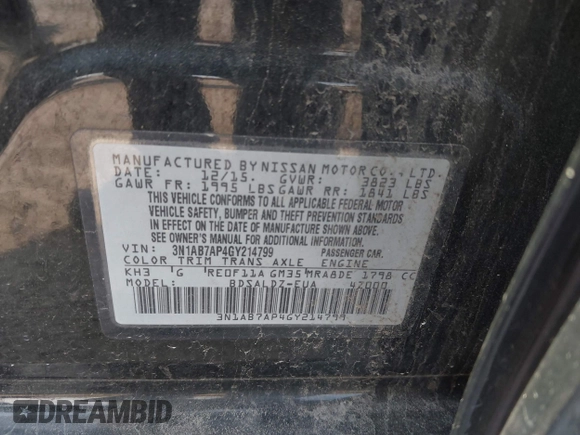 MANUFACTURED BY NISSAN MOTOR CO., LTD.
DATE: 12/15. GVWR: 3823 LBS
GAWR FR: 1995 LBS GAWR RR: 1841 LBS
THIS VEHICLE CONFORMS TO ALL APPLICABLE FEDERAL MOTOR
VEHICLE SAFETY, BUMPER AND THEFT PREVENTION STANDARDS
IN EFFECT ON THE DATE OF MANUFACTURE SHOWN ABOVE.
SEE OWNER'S MANUAL FOR ADDITIONAL INFORMATION.
VIN: 3N1AB7AP4GY214799 PASSENGER CAR.
COLOR TRIM TRANS AXLE ENGINE
KH3 G RE0F11A GM35 MRA8DE 1798 CC
MODEL: BDSALDZ-EUA 47000
3N1AB7AP4GY214799
DREAMBID